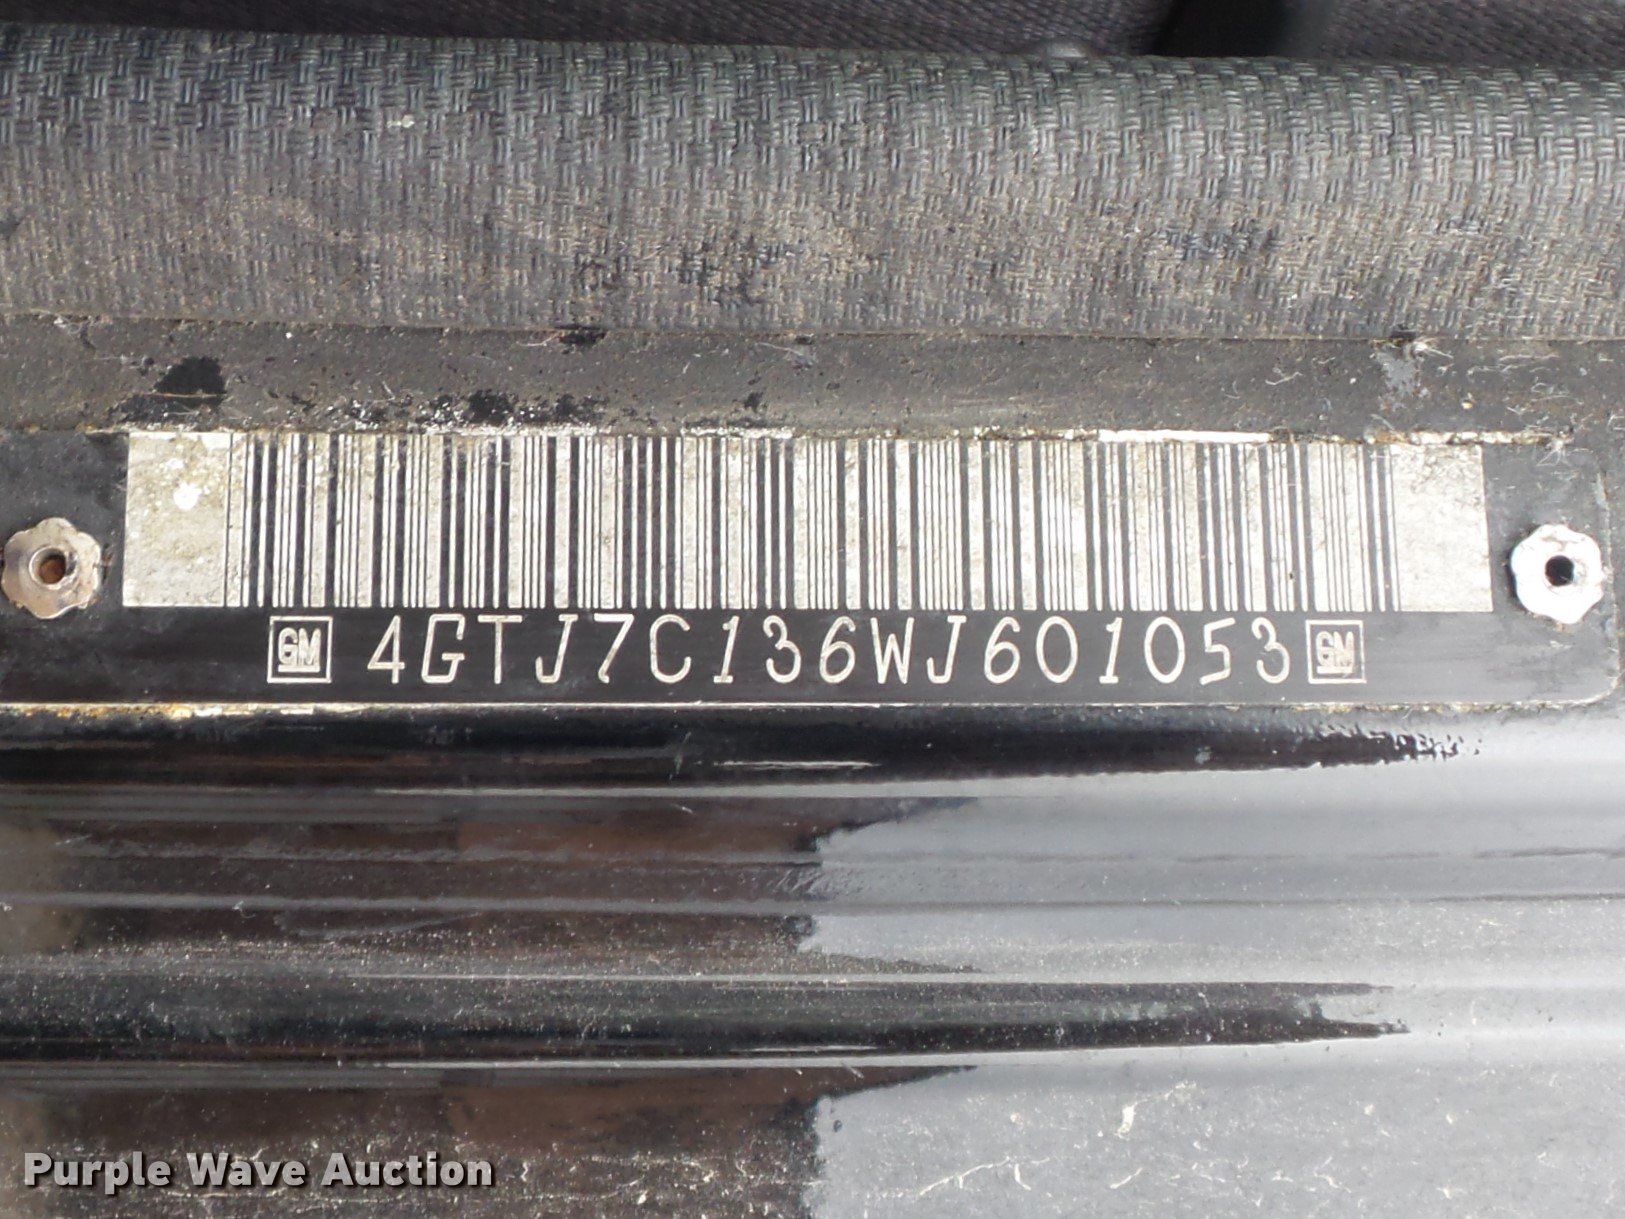 GM 4GTJ7C136WJ601053 GM
Purple Wave Auction